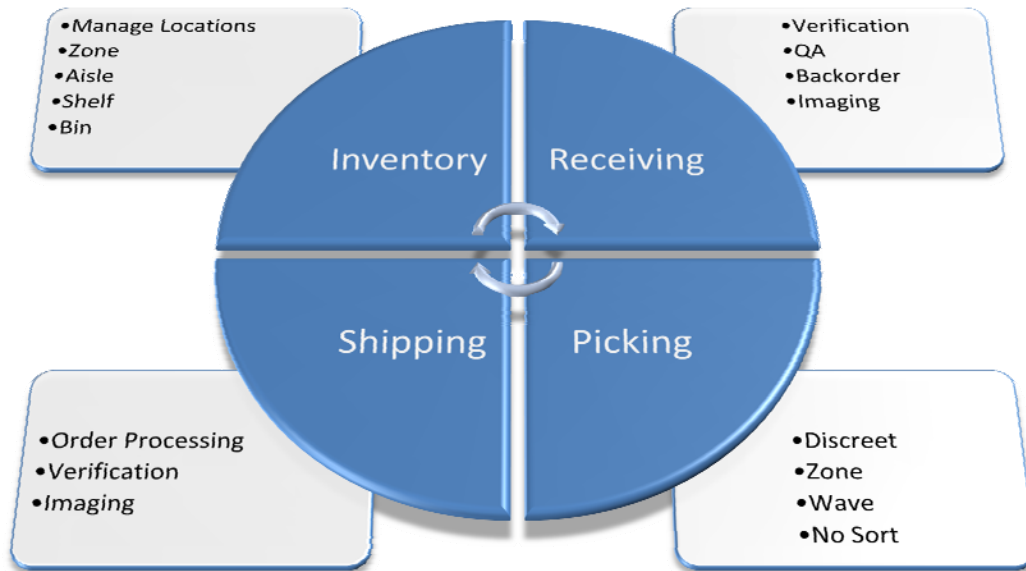 •Manage Locations
•Zone
•Aisle
•Shelf
•Bin
•Verification
•QA
•Backorder
•Imaging
Inventory
Receiving
Shipping
Picking
•Order Processing
•Verification
•Imaging
•Discreet
•Zone
•Wave
•No Sort